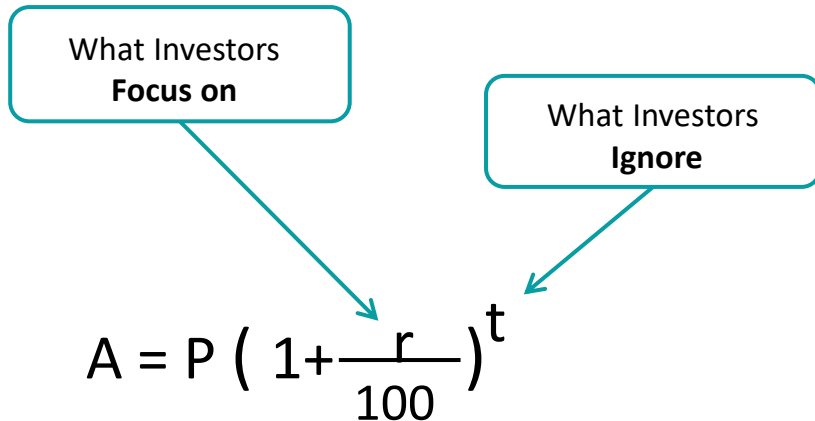 What Investors
Focus on
What Investors
Ignore
A = P ( 1+ r )t
100